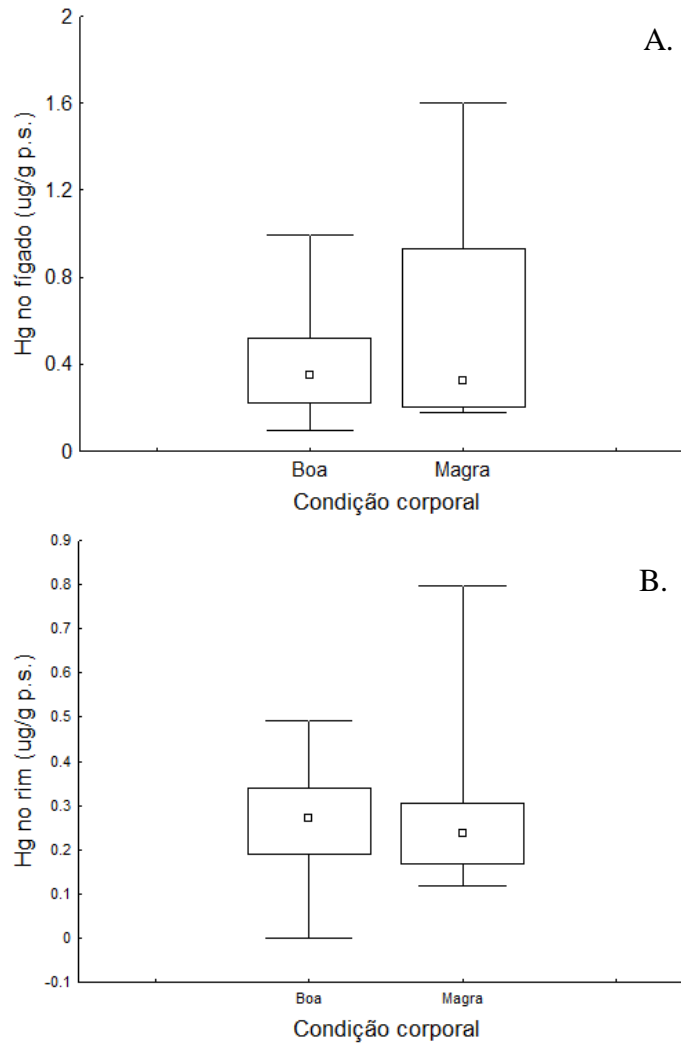 A.
Hg no fígado (ug/g p.s.)
2
1.6
1.2
0.8
0.4
0
Boa Magra
Condição corporal
B.
Hg no rim (ug/g p.s.)
0.9
0.8
0.7
0.6
0.5
0.4
0.3
0.2
0.1
0
-0.1
Boa Magra
Condição corporal